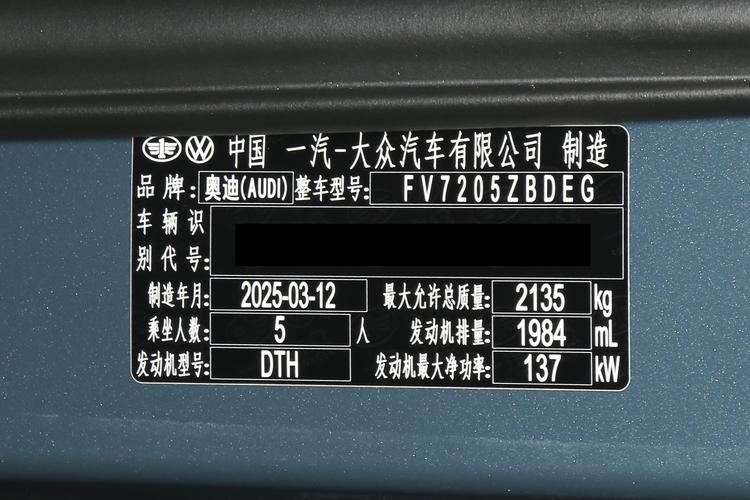 中国 一汽-大众汽车有限公司 制造
品牌: 奥迪(AUDI) 整车型号: FV7205ZBDEG
车辆识
别代号:
制造年月: 2025-03-12 最大允许总质量: 2135 kg
乘坐人数: 5 人 发动机排量: 1984 mL
发动机型号: DTH 发动机最大净功率: 137 kW